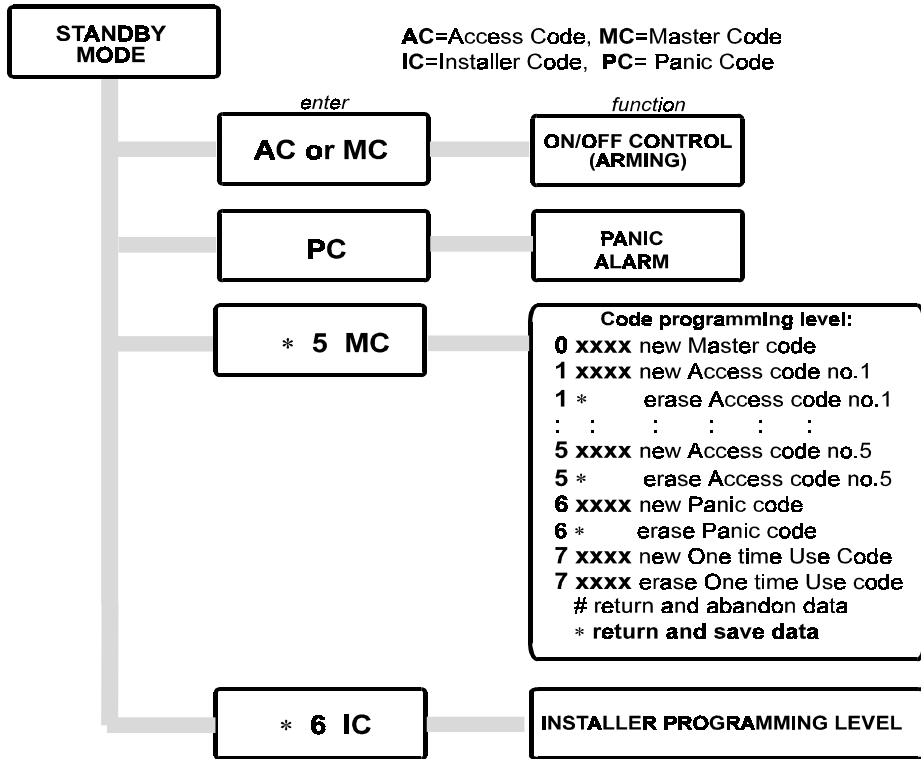 STANDBY
MODE
AC=Access Code, MC=Master Code
IC=Installer Code, PC= Panic Code
enter
function
AC or MC
ON/OFF CONTROL
(ARMING)
PC
PANIC
ALARM
* 5 MC
Code programming level:
0 xxxx new Master code
1 xxxx new Access code no.1
1 * erase Access code no.1
: : : : : :
5 xxxx new Access code no.5
5 * erase Access code no.5
6 xxxx new Panic code
6 * erase Panic code
7 xxxx new One time Use Code
7 xxxx erase One time Use code
# return and abandon data
* return and save data
* 6 IC
INSTALLER PROGRAMMING LEVEL